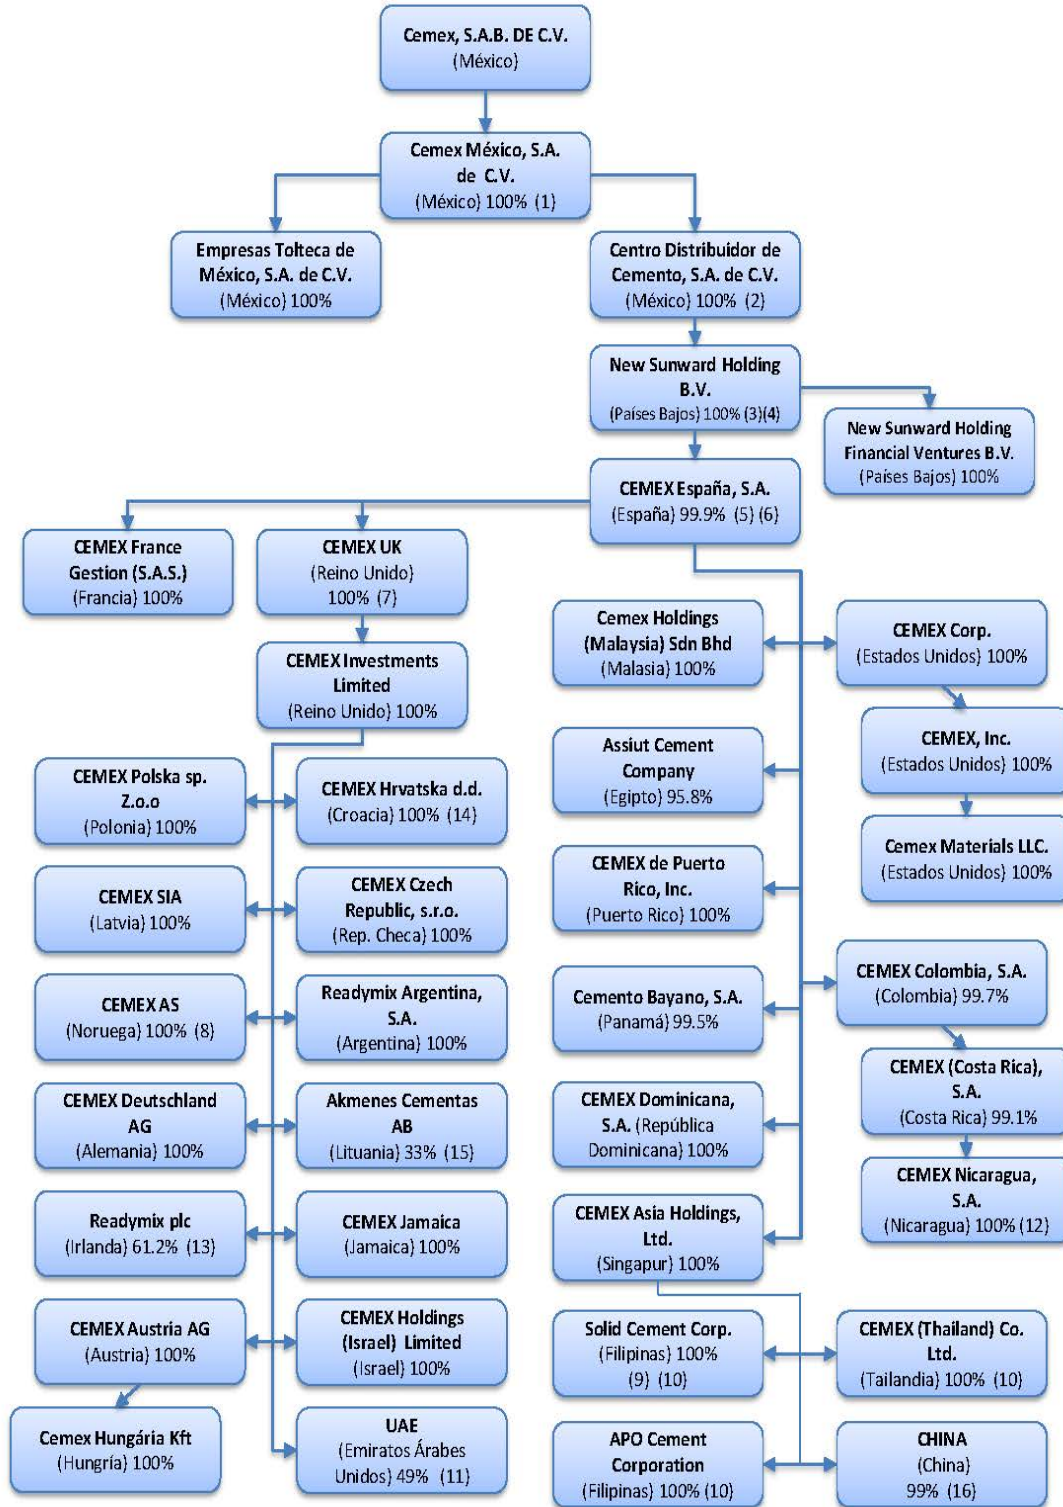 Cemex, S.A.B. DE C.V.
(México)
Cemex México, S.A.
de C.V.
(México) 100% (1)
Empresas Tolteca de
México, S.A. de C.V.
(México) 100%
Centro Distribuidor de
Cemento, S.A. de C.V.
(México) 100% (2)
New Sunward Holding
B.V.
(Países Bajos) 100% (3)(4)
New Sunward Holding
Financial Ventures B.V.
(Países Bajos) 100%
CEMEX España, S.A.
(España) 99.9% (5) (6)
CEMEX France
Gestion (S.A.S.)
(Francia) 100%
CEMEX UK
(Reino Unido)
100% (7)
CEMEX Investments
Limited
(Reino Unido) 100%
CEMEX Polska sp.
Z.o.o
(Polonia) 100%
CEMEX Hrvatska d.d.
(Croacia) 100% (14)
CEMEX SIA
(Latvia) 100%
CEMEX Czech
Republic, s.r.o.
(Rep. Checa) 100%
CEMEX AS
(Noruega) 100% (8)
Readymix Argentina,
S.A.
(Argentina) 100%
CEMEX Deutschland
AG
(Alemania) 100%
Akmenes Cementas
AB
(Lituania) 33% (15)
Readymix plc
(Irlanda) 61.2% (13)
CEMEX Jamaica
(Jamaica) 100%
CEMEX Austria AG
(Austria) 100%
CEMEX Holdings
(Israel) Limited
(Israel) 100%
Cemex Hungária Kft
(Hungría) 100%
UAE
(Emiratos Árabes
Unidos) 49% (11)
Cemex Holdings
(Malaysia) Sdn Bhd
(Malasia) 100%
CEMEX Corp.
(Estados Unidos) 100%
CEMEX, Inc.
(Estados Unidos) 100%
Cemex Materials LLC.
(Estados Unidos) 100%
Assiut Cement
Company
(Egipto) 95.8%
CEMEX de Puerto
Rico, Inc.
(Puerto Rico) 100%
Cemento Bayano, S.A.
(Panamá) 99.5%
CEMEX Colombia, S.A.
(Colombia) 99.7%
CEMEX (Costa Rica),
S.A.
(Costa Rica) 99.1%
CEMEX Nicaragua,
S.A.
(Nicaragua) 100% (12)
CEMEX Dominicana,
S.A. (República
Dominicana) 100%
CEMEX Asia Holdings,
Ltd.
(Singapur) 100%
Solid Cement Corp.
(Filipinas) 100%
(9) (10)
CEMEX (Thailand) Co.
Ltd.
(Tailandia) 100% (10)
APO Cement
Corporation
(Filipinas) 100% (10)
CHINA
(China)
99% (16)